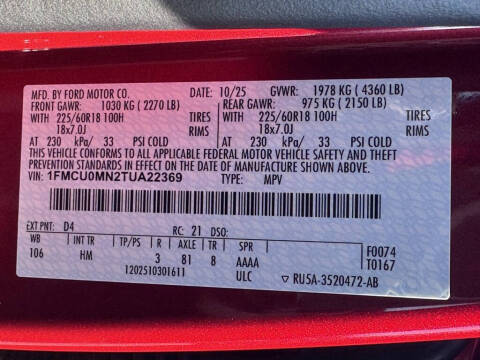 MFD. BY FORD MOTOR CO. DATE: 10/25 GVWR: 1978 KG ( 4360 LB)
FRONT GAWR: 1030 KG ( 2270 LB) REAR GAWR: 975 KG ( 2150 LB)
225/60R18 100H TIRES 225/60R18 100H TIRES
18x7.0J RIMS 18x7.0J RIMS
AT 230 kPa/ 33 PSI COLD AT 230 kPa/ 33 PSI COLD
THIS VEHICLE CONFORMS TO ALL APPLICABLE FEDERAL MOTOR VEHICLE SAFETY AND THEFT PREVENTION
STANDARDS IN EFFECT ON THE DATE OF MANUFACTURE SHOWN ABOVE.
VIN: 1FMCU0MN2TUA22369 TYPE: MPV
EXT PNT: D4 RC: 21 DSO:
WB INT TR TP/PS R AXLE TR SPR F0074
106 HM 3 81 8 AAAA T0167
1202510301611 ULC ▽ RU5A-3520472-AB